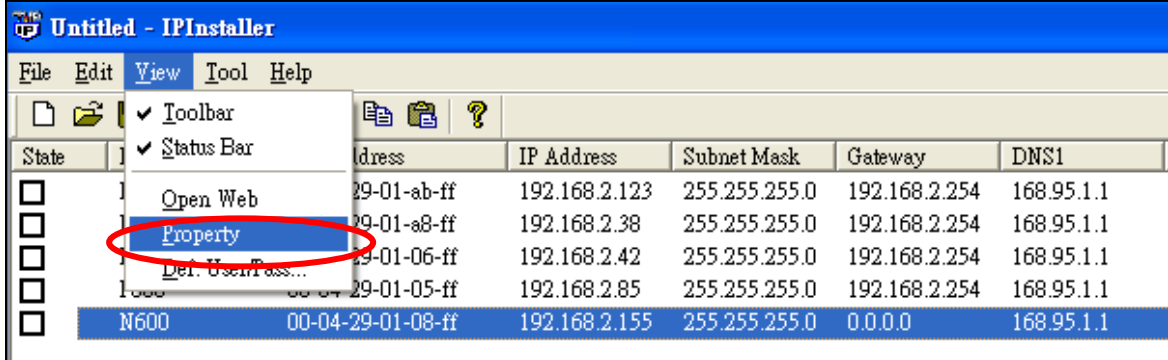 Untitled - IPInstaller
File Edit View Tool Help
Toolbar
Status Bar
Open Web
Property
Def. User/Pass...
State ldress IP Address Subnet Mask Gateway DNS1
29-01-ab-ff 192.168.2.123 255.255.255.0 192.168.2.254 168.95.1.1
29-01-a8-ff 192.168.2.38 255.255.255.0 192.168.2.254 168.95.1.1
29-01-06-ff 192.168.2.42 255.255.255.0 192.168.2.254 168.95.1.1
00-04-29-01-05-ff 192.168.2.85 255.255.255.0 192.168.2.254 168.95.1.1
N600 00-04-29-01-08-ff 192.168.2.155 255.255.255.0 0.0.0.0 168.95.1.1